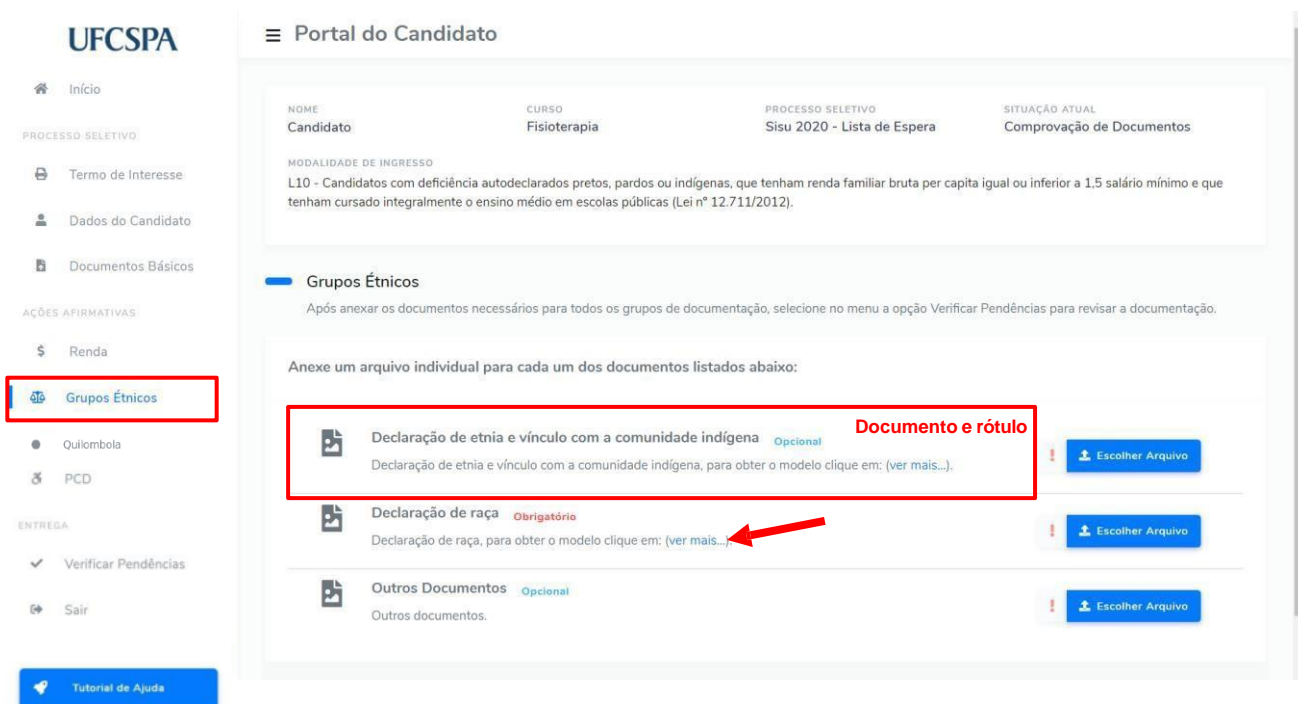 UFCSPA
Início
PROCESSO SELETIVO
Termo de Interesse
Dados do Candidato
Documentos Básicos
AÇÕES AFIRMATIVAS
$ Renda
Grupos Étnicos
Quilombola
PCD
ENTREGA
Verificar Pendências
Sair
Tutorial de Ajuda
Portal do Candidato
NOME
Candidato
CURSO
Fisioterapia
PROCESSO SELETIVO
Sisu 2020 - Lista de Espera
SITUAÇÃO ATUAL
Comprovação de Documentos
MODALIDADE DE INGRESSO
L10 - Candidatos com deficiência autodeclarados pretos, pardos ou indígenas, que tenham renda familiar bruta per capita igual ou inferior a 1,5 salário mínimo e que
tenham cursado integralmente o ensino médio em escolas públicas (Lei nº 12.711/2012).
Grupos Étnicos
Após anexar os documentos necessários para todos os grupos de documentação, selecione no menu a opção Verificar Pendências para revisar a documentação.
Anexe um arquivo individual para cada um dos documentos listados abaixo:
Documento e rótulo
Declaração de etnia e vínculo com a comunidade indígena Opcional
Declaração de etnia e vínculo com a comunidade indígena, para obter o modelo clique em: (ver mais...).
! Escolher Arquivo
Declaração de raça Obrigatório
Declaração de raça, para obter o modelo clique em: (ver mais...).
! Escolher Arquivo
Outros Documentos Opcional
Outros documentos.
! Escolher Arquivo